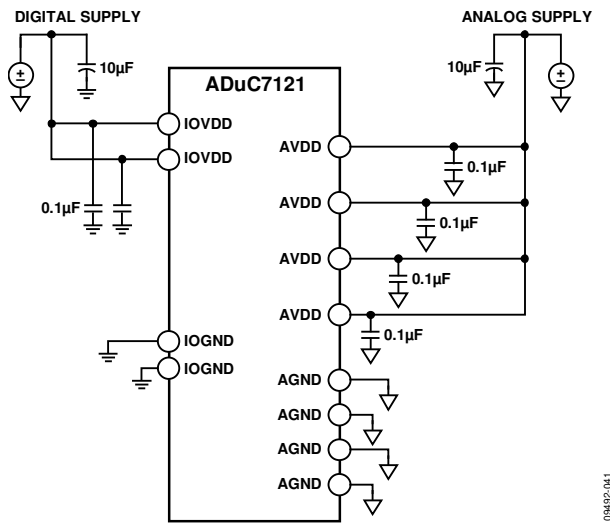 DIGITAL SUPPLY
ANALOG SUPPLY
±
10µF
10µF
±
ADuC7121
IOVDD
IOVDD
0.1µF
AVDD
0.1µF
AVDD
0.1µF
AVDD
0.1µF
AVDD
0.1µF
IOGND
IOGND
AGND
AGND
AGND
AGND
09492-041